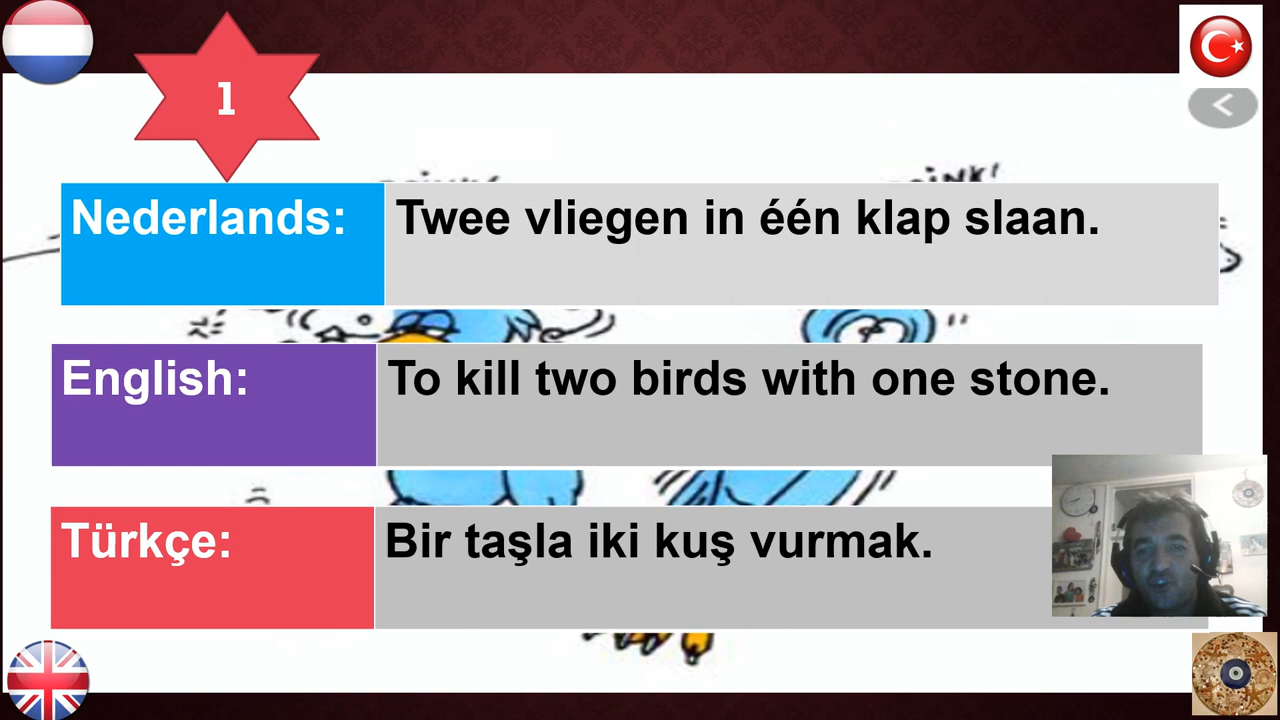 1
Nederlands: Twee vliegen in één klap slaan.
English: To kill two birds with one stone.
Türkçe: Bir taşla iki kuş vurmak.